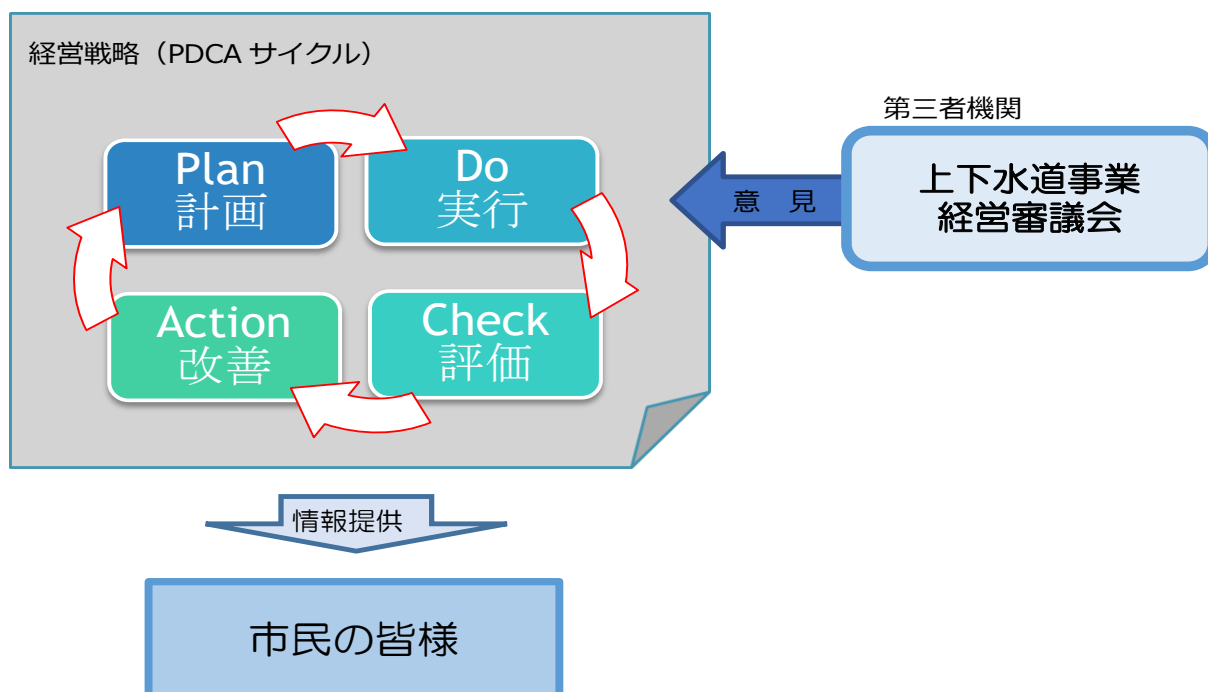 経営戦略（PDCA サイクル）
第三者機関
Plan
計画
Do
実行
意 見
上下水道事業
経営審議会
Action
改善
Check
評価
情報提供
市民の皆様